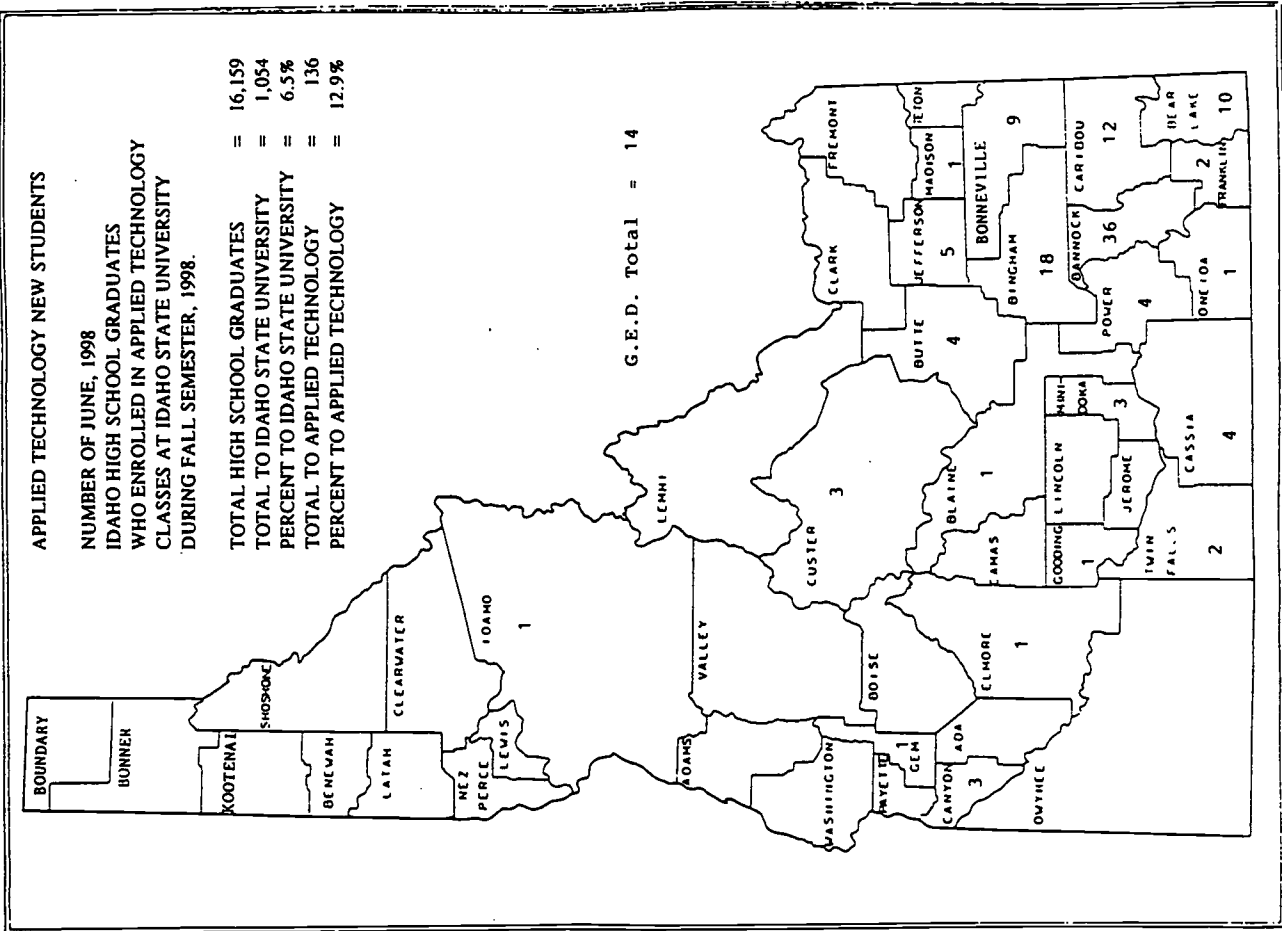 APPLIED TECHNOLOGY NEW STUDENTS
NUMBER OF JUNE, 1998
IDAHO HIGH SCHOOL GRADUATES
WHO ENROLLED IN APPLIED TECHNOLOGY
CLASSES AT IDAHO STATE UNIVERSITY
DURING FALL SEMESTER, 1998.
TOTAL HIGH SCHOOL GRADUATES = 16,159
TOTAL TO IDAHO STATE UNIVERSITY = 1,054
PERCENT TO IDAHO STATE UNIVERSITY = 6.5%
TOTAL TO APPLIED TECHNOLOGY = 136
PERCENT TO APPLIED TECHNOLOGY = 12.9%
G.E.D. Total = 14
BOUNDARY
BUNNER
KOOTENAI
SHOSHONE
BENEWAH
LATAH
CLEARWATER
NEZ
PERCE
LEWIS
IDAHO
1
ADAMS
VALLEY
LEMHI
WASHINGTON
PAYETTE
GEM
1
BOISE
CUSTER
3
CLARK
FREMONT
CANYON
3
ADA
ELMORE
1
OWYHEE
CAMAS
BLAINE
1
BUTTE
4
JEFFERSON
5
MADISON
1
TETON
BONNEVILLE
9
BINGHAM
18
GOODING
1
LINCOLN
JEROME
MINI-
DOKA
3
TWIN
FALLS
2
CASSIA
4
POWER
4
BANNOCK
36
CARIBOU
12
ONEIDA
1
FRANKLIN
2
BEAR
LAKE
10